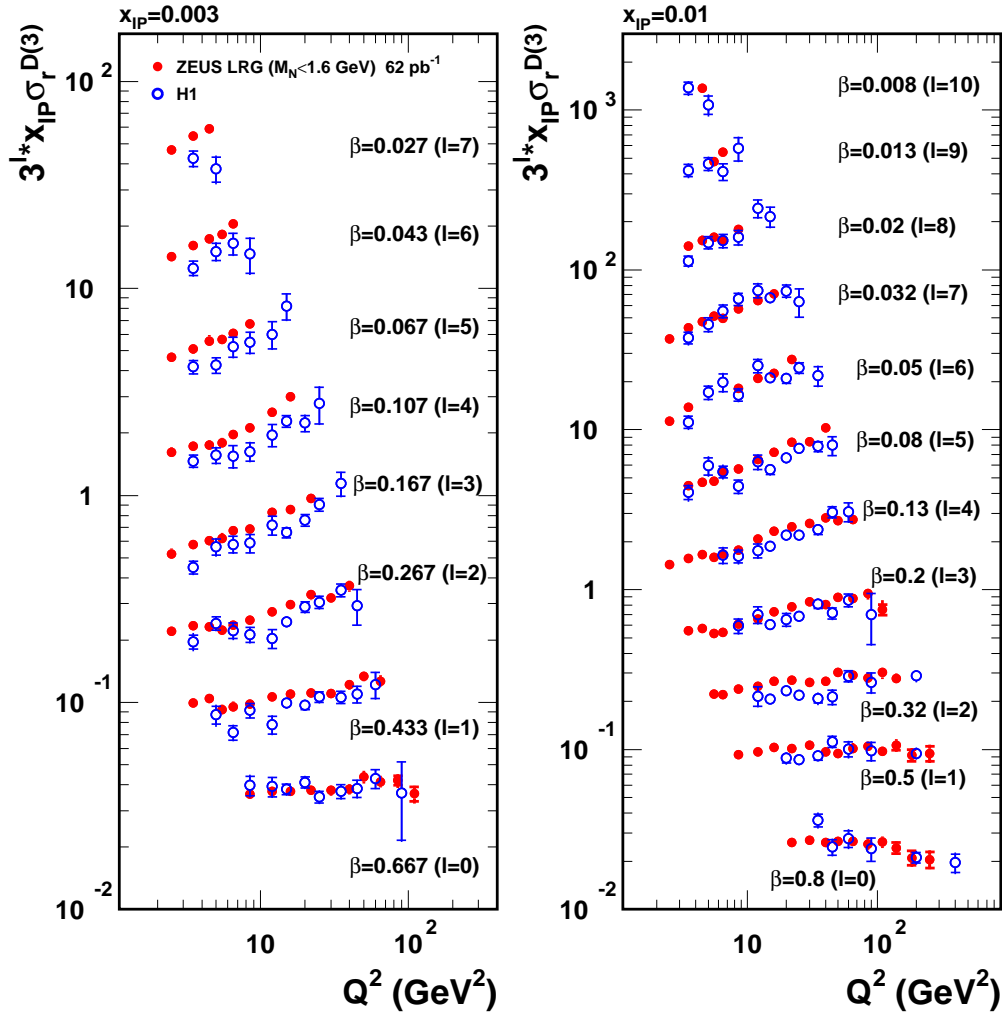 x_IP=0.003
3^l*x_IP σ_r^D(3)
10^2
10
1
10^-1
10^-2
ZEUS LRG (M_N<1.6 GeV) 62 pb^-1
H1
β=0.027 (l=7)
β=0.043 (l=6)
β=0.067 (l=5)
β=0.107 (l=4)
β=0.167 (l=3)
β=0.267 (l=2)
β=0.433 (l=1)
β=0.667 (l=0)
10
10^2
Q^2 (GeV^2)
x_IP=0.01
3^l*x_IP σ_r^D(3)
10^3
10^2
10
1
10^-1
10^-2
β=0.008 (l=10)
β=0.013 (l=9)
β=0.02 (l=8)
β=0.032 (l=7)
β=0.05 (l=6)
β=0.08 (l=5)
β=0.13 (l=4)
β=0.2 (l=3)
β=0.32 (l=2)
β=0.5 (l=1)
β=0.8 (l=0)
10
10^2
Q^2 (GeV^2)